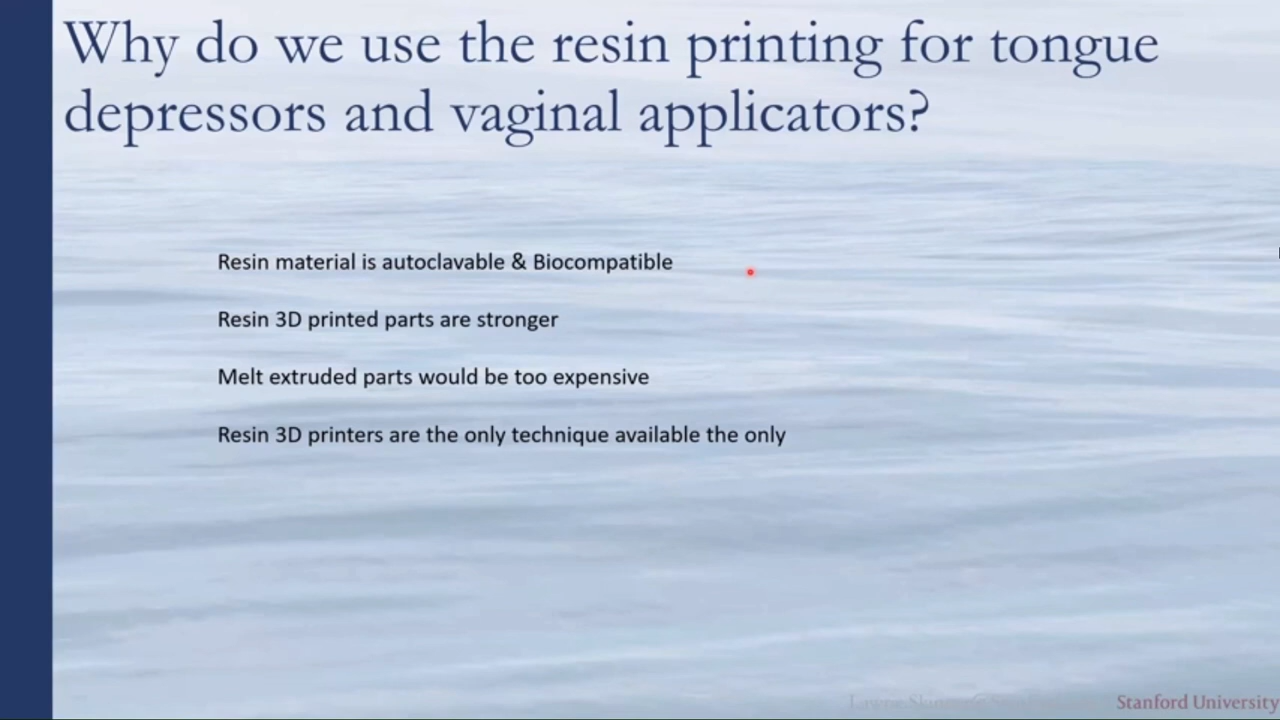 Why do we use the resin printing for tongue
depressors and vaginal applicators?
Resin material is autoclavable & Biocompatible
Resin 3D printed parts are stronger
Melt extruded parts would be too expensive
Resin 3D printers are the only technique available the only
Stanford University